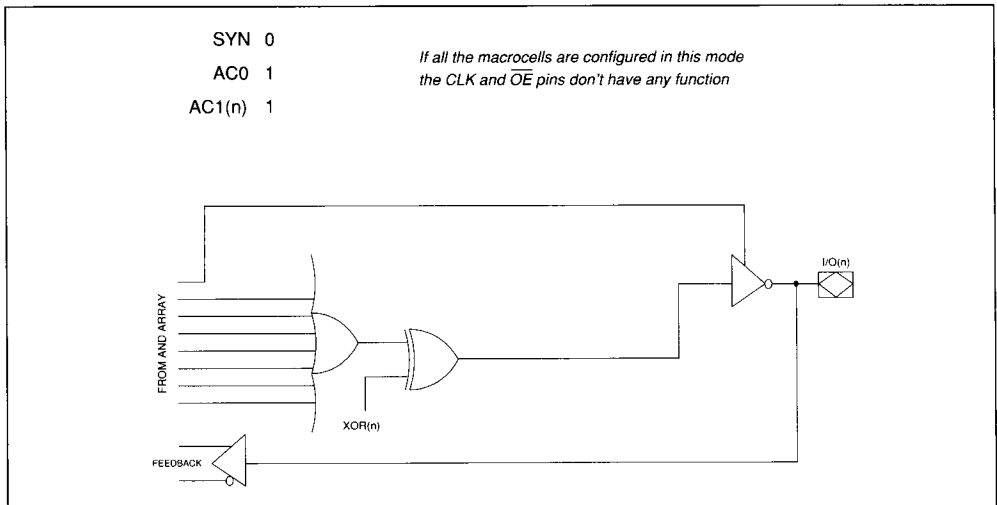 SYN 0
AC0 1
AC1(n) 1
If all the macrocells are configured in this mode
the CLK and OE pins don't have any function
I/O(n)
FROM AND ARRAY
XOR(n)
FEEDBACK